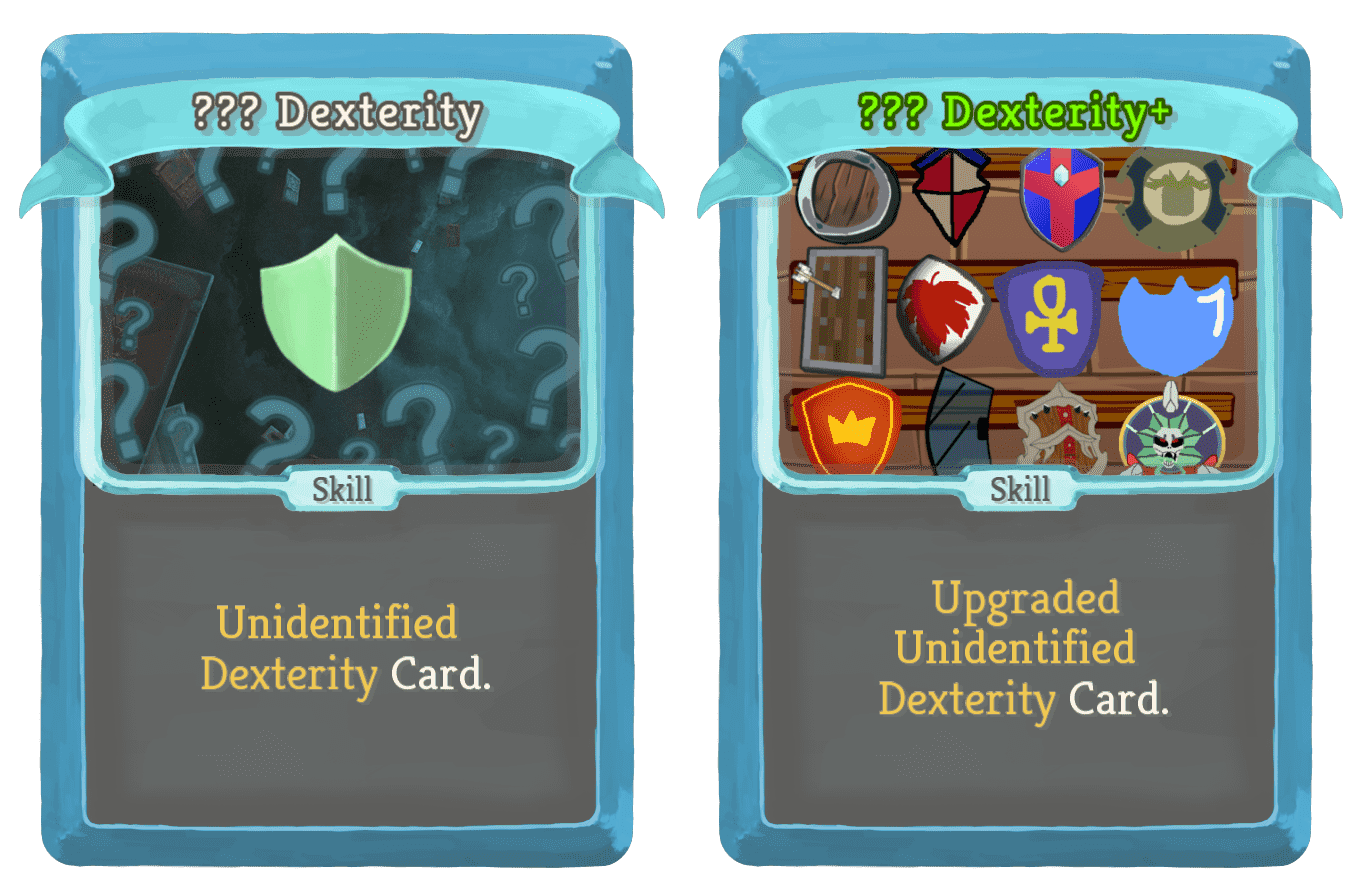 ??? Dexterity
Skill
Unidentified
Dexterity Card.
??? Dexterity+
Skill
Upgraded
Unidentified
Dexterity Card.